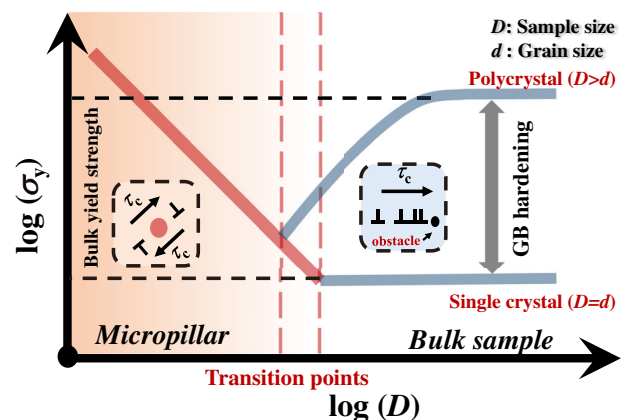 D: Sample size
d : Grain size
Polycrystal (D>d)
log (σy)
Bulk yield strength
τc
τc
τc
obstacle
GB hardening
Single crystal (D=d)
Micropillar
Bulk sample
Transition points
log (D)